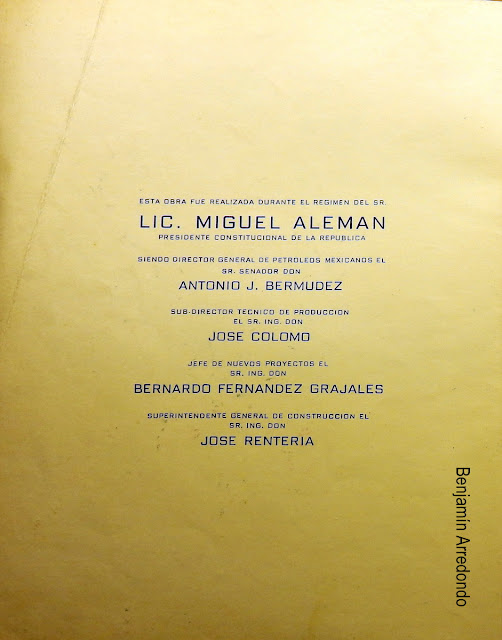 ESTA OBRA FUE REALIZADA DURANTE EL REGIMEN DEL SR.
LIC. MIGUEL ALEMAN
PRESIDENTE CONSTITUCIONAL DE LA REPUBLICA
SIENDO DIRECTOR GENERAL DE PETROLEOS MEXICANOS EL
SR. SENADOR DON
ANTONIO J. BERMUDEZ
SUB-DIRECTOR TECNICO DE PRODUCCION
EL SR. ING. DON
JOSE COLOMO
JEFE DE NUEVOS PROYECTOS EL
SR. ING. DON
BERNARDO FERNANDEZ GRAJALES
SUPERINTENDENTE GENERAL DE CONSTRUCCION EL
SR. ING. DON
JOSE RENTERIA
Benjamín Arredondo